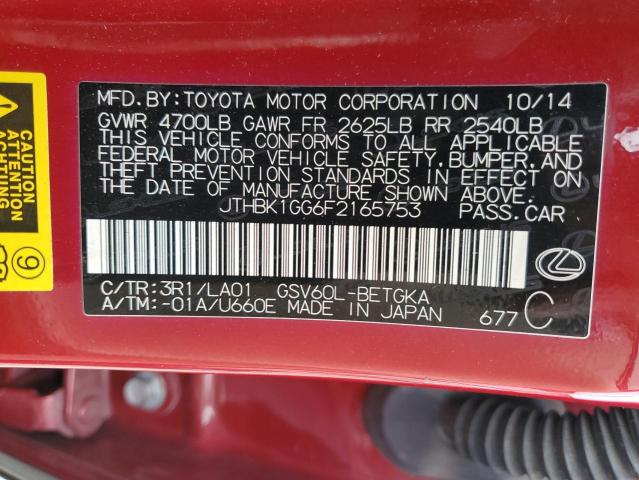 MFD.BY:TOYOTA MOTOR CORPORATION 10/14
GVWR 4700LB GAWR FR 2625LB RR 2540LB
THIS VEHICLE CONFORMS TO ALL APPLICABLE
FEDERAL MOTOR VEHICLE SAFETY,BUMPER,AND
THEFT PREVENTION STANDARDS IN EFFECT ON
THE DATE OF MANUFACTURE SHOWN ABOVE.
JTHBK1GG6F2165753 PASS.CAR
C/TR:3R1/LA01 GSV60L-BETGKA
A/TM:-01A/U660E MADE IN JAPAN
677 C
CAUTION
ATTENTION
ACHTUNG
9